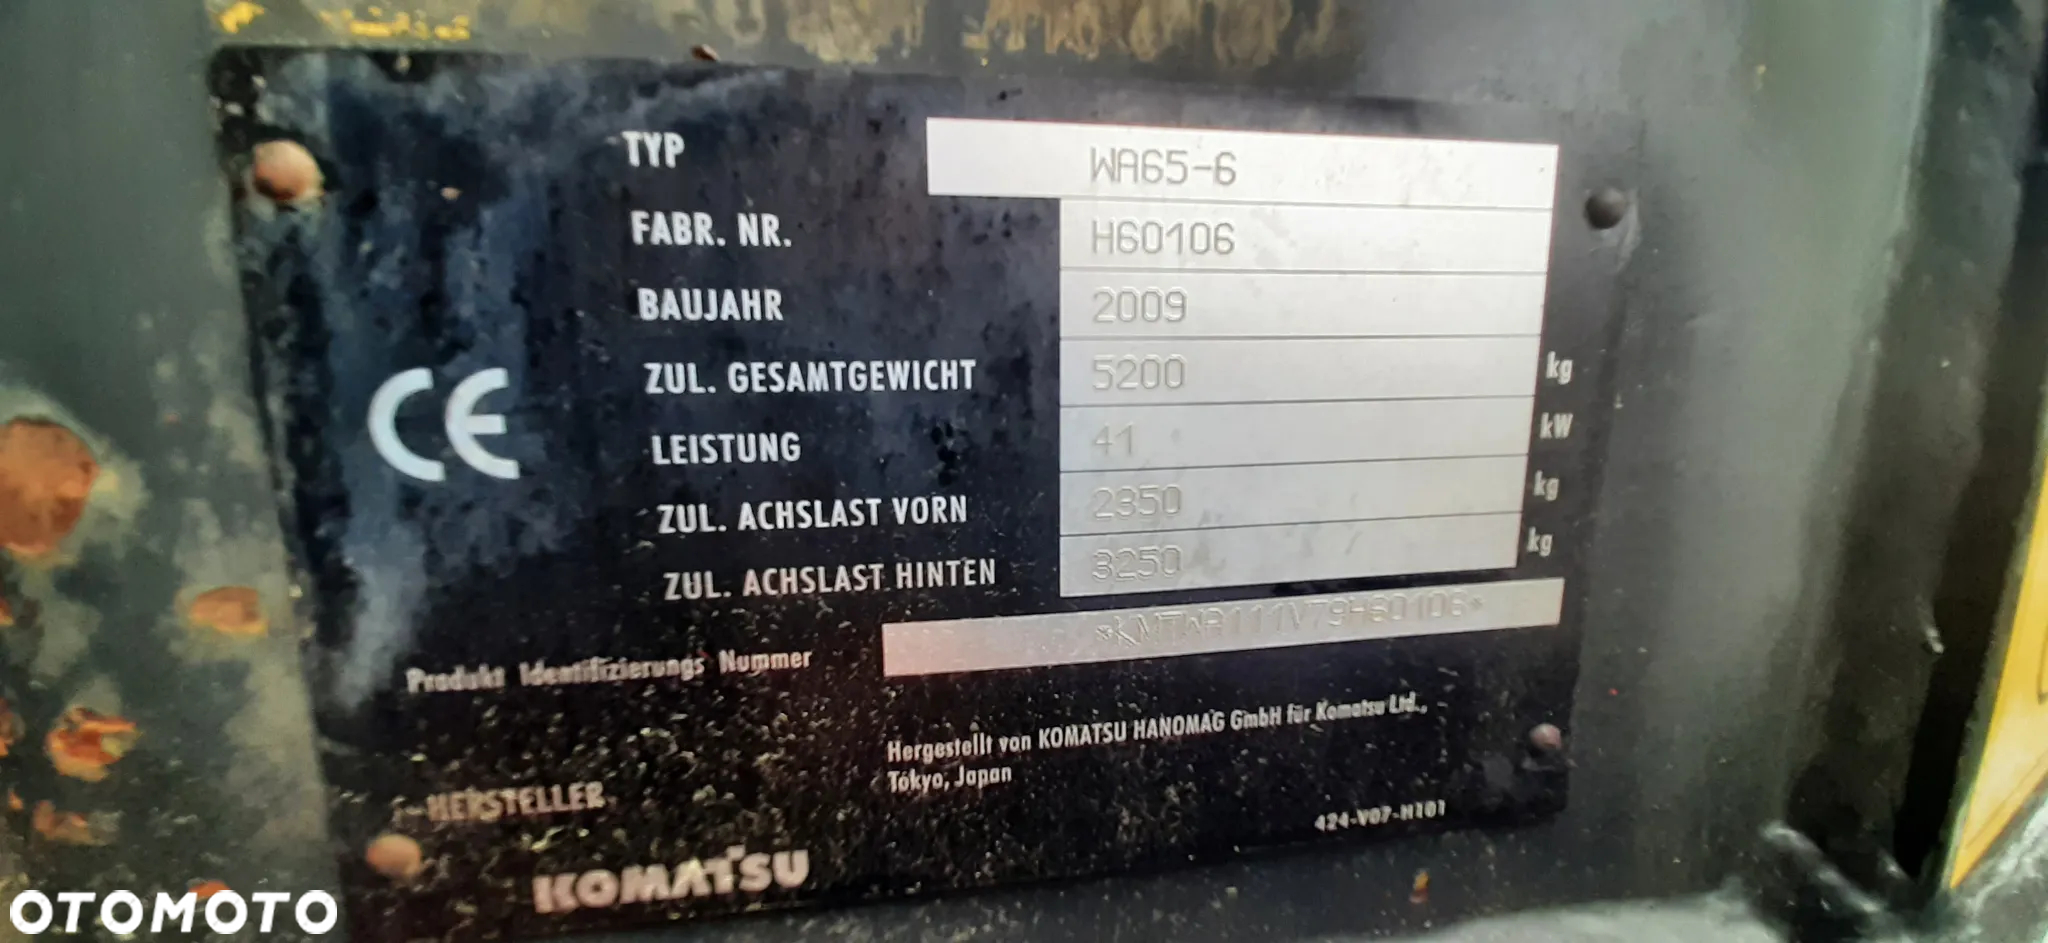 TYP WA65-6
FABR. NR. H60106
BAUJAHR 2009
ZUL. GESAMTGEWICHT 5200 kg
LEISTUNG 41 kW
ZUL. ACHSLAST VORN 2850 kg
ZUL. ACHSLAST HINTEN 3250 kg
CE
Produkt Identifizierungs Nummer *KMTWA111V79H60106*
Hergestellt von KOMATSU HANOMAG GmbH für Komatsu Ltd.,
Tokyo, Japan
HERSTELLER
424-V07-H101
KOMATSU
OTOMOTO